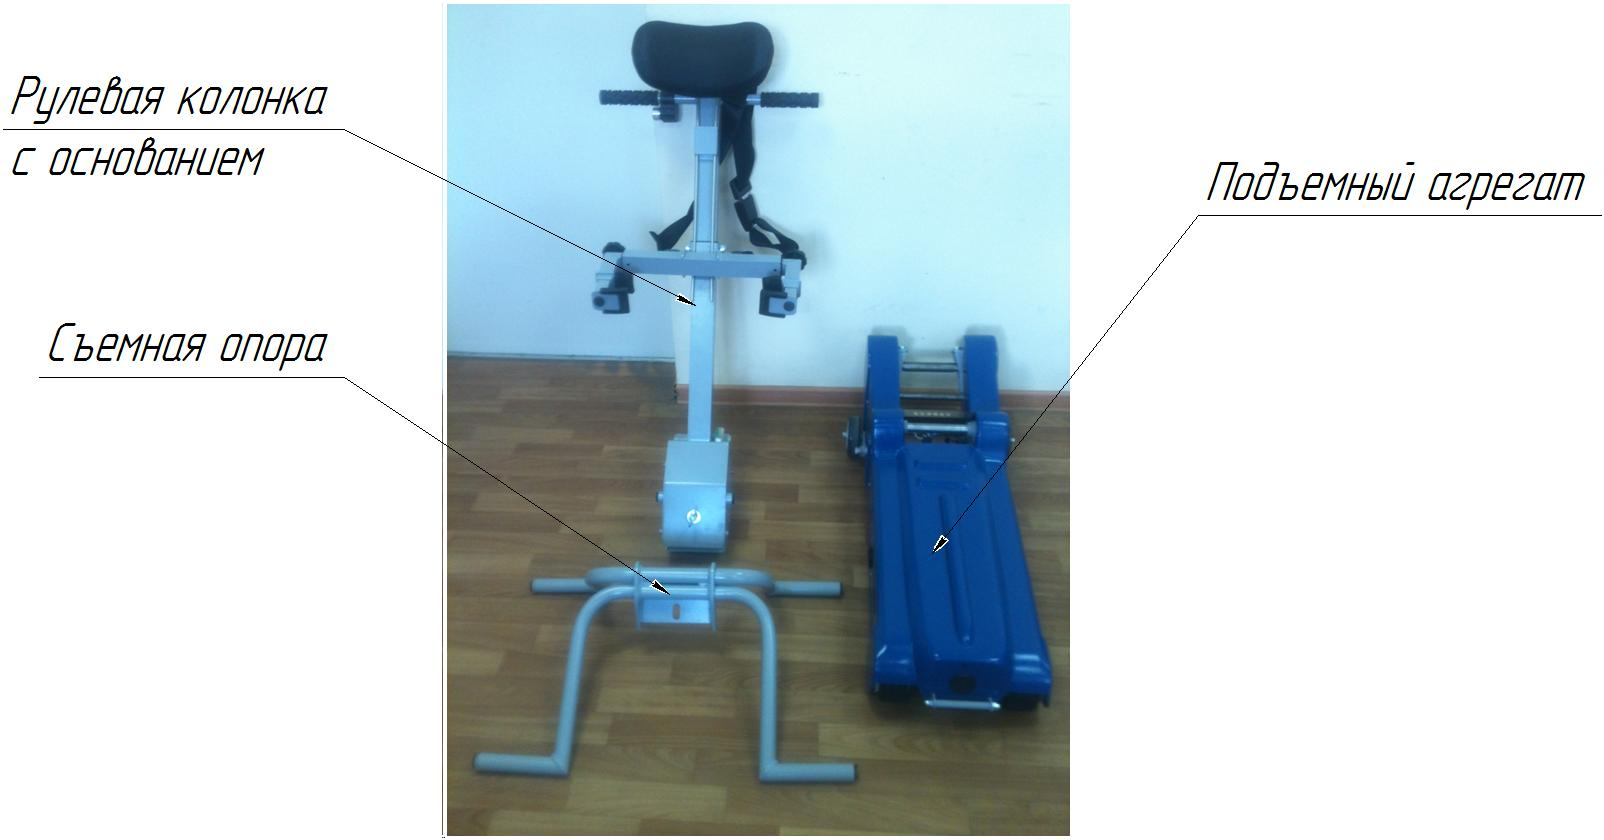 Рулевая колонка
с основанием
Подъемный агрегат
Съемная опора